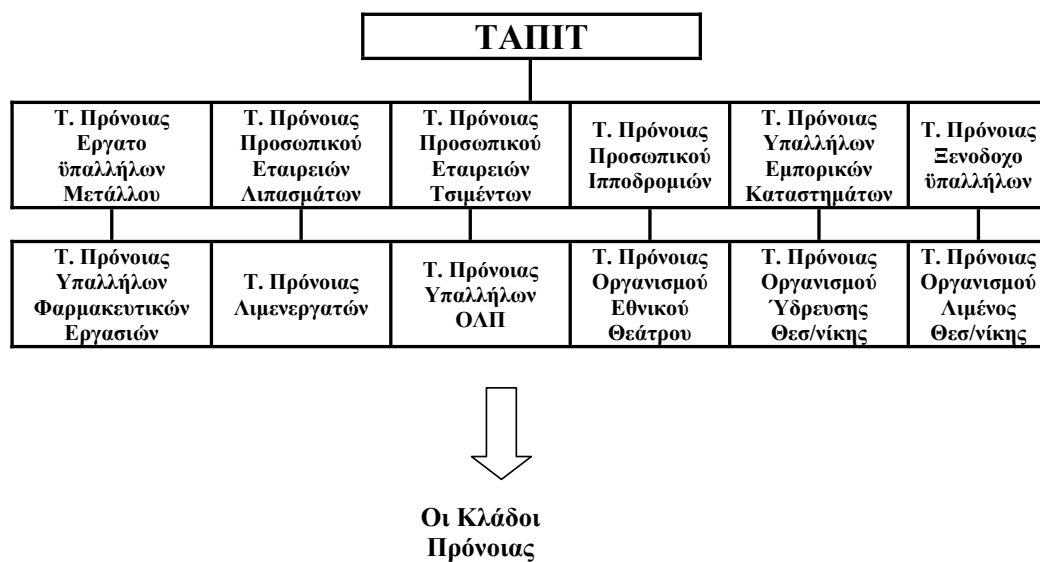 ΤΑΠΙΤ
Τ. Πρόνοιας
Εργατο
ϋπαλλήλων
Μετάλλου
Τ. Πρόνοιας
Προσωπικού
Εταιρειών
Λιπασμάτων
Τ. Πρόνοιας
Προσωπικού
Εταιρειών
Τσιμέντων
Τ. Πρόνοιας
Προσωπικού
Ιπποδρομιών
Τ. Πρόνοιας
Υπαλλήλων
Εμπορικών
Καταστημάτων
Τ. Πρόνοιας
Ξενοδοχο
ϋπαλλήλων
Τ. Πρόνοιας
Υπαλλήλων
Φαρμακευτικών
Εργασιών
Τ. Πρόνοιας
Λιμενεργατών
Τ. Πρόνοιας
Υπαλλήλων
ΟΛΠ
Τ. Πρόνοιας
Οργανισμού
Εθνικού
Θεάτρου
Τ. Πρόνοιας
Οργανισμού
Ύδρευσης
Θεσ/νίκης
Τ. Πρόνοιας
Οργανισμού
Λιμένος
Θεσ/νίκης
Οι Κλάδοι
Πρόνοιας